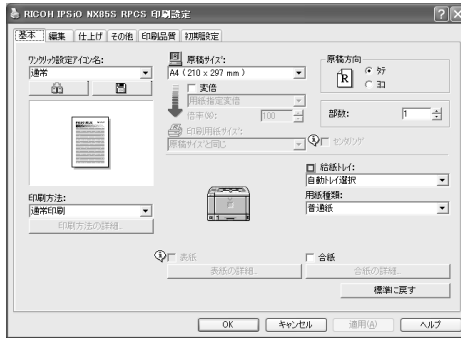 RICOH IPSiO NX85S RPCS 印刷設定
基本 編集 仕上げ その他 印刷品質 初期設定
ワンクリック設定アイコン名:
通常
原稿サイズ:
A4 (210 x 297 mm)
変倍
用紙指定変倍
倍率(%): 100
印刷用紙サイズ:
原稿サイズと同じ
原稿方向
R
タテ
ヨコ
部数: 1
センタリング
印刷方法:
通常印刷
印刷方法の詳細...
給紙トレイ:
自動トレイ選択
用紙種類:
普通紙
表紙
表紙の詳細...
合紙
合紙の詳細...
標準に戻す
OK キャンセル 適用(A) ヘルプ